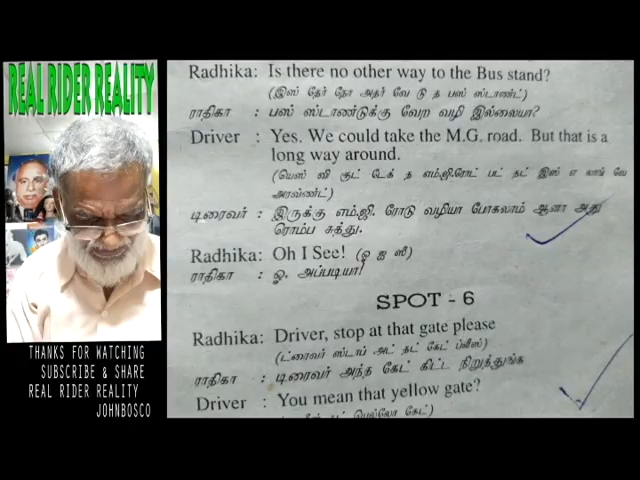 REAL RIDER REALITY
Radhika: Is there no other way to the Bus stand?
(இஸ் தேர் நோ அதர் வே டு த பஸ் ஸ்டாண்ட்)
ராதிகா : பஸ் ஸ்டாண்டுக்கு வேற வழி இல்லையா?
Driver : Yes. We could take the M.G. road. But that is a
long way around.
(யெஸ் வி குட் டேக் த எம்.ஜி.ரோட் பட் தட் இஸ் எ லாங் வே
அரவுண்ட்)
டிரைவர் : இருக்கு எம்.ஜி. ரோடு வழியா போகலாம் ஆனா அது
ரொம்ப சுத்து.
Radhika: Oh I See! (ஓ ஐ ஸீ)
ராதிகா : ஓ. அப்படியா!
SPOT - 6
Radhika: Driver, stop at that gate please
(ட்ரைவர் ஸ்டாப் அட் தட் கேட் ப்ளீஸ்)
ராதிகா : டிரைவர் அந்த கேட் கிட்ட நிறுத்துங்க
Driver : You mean that yellow gate?
தட் யெல்லோ கேட்)
THANKS FOR WATCHING
SUBSCRIBE & SHARE
REAL RIDER REALITY
JOHNBOSCO